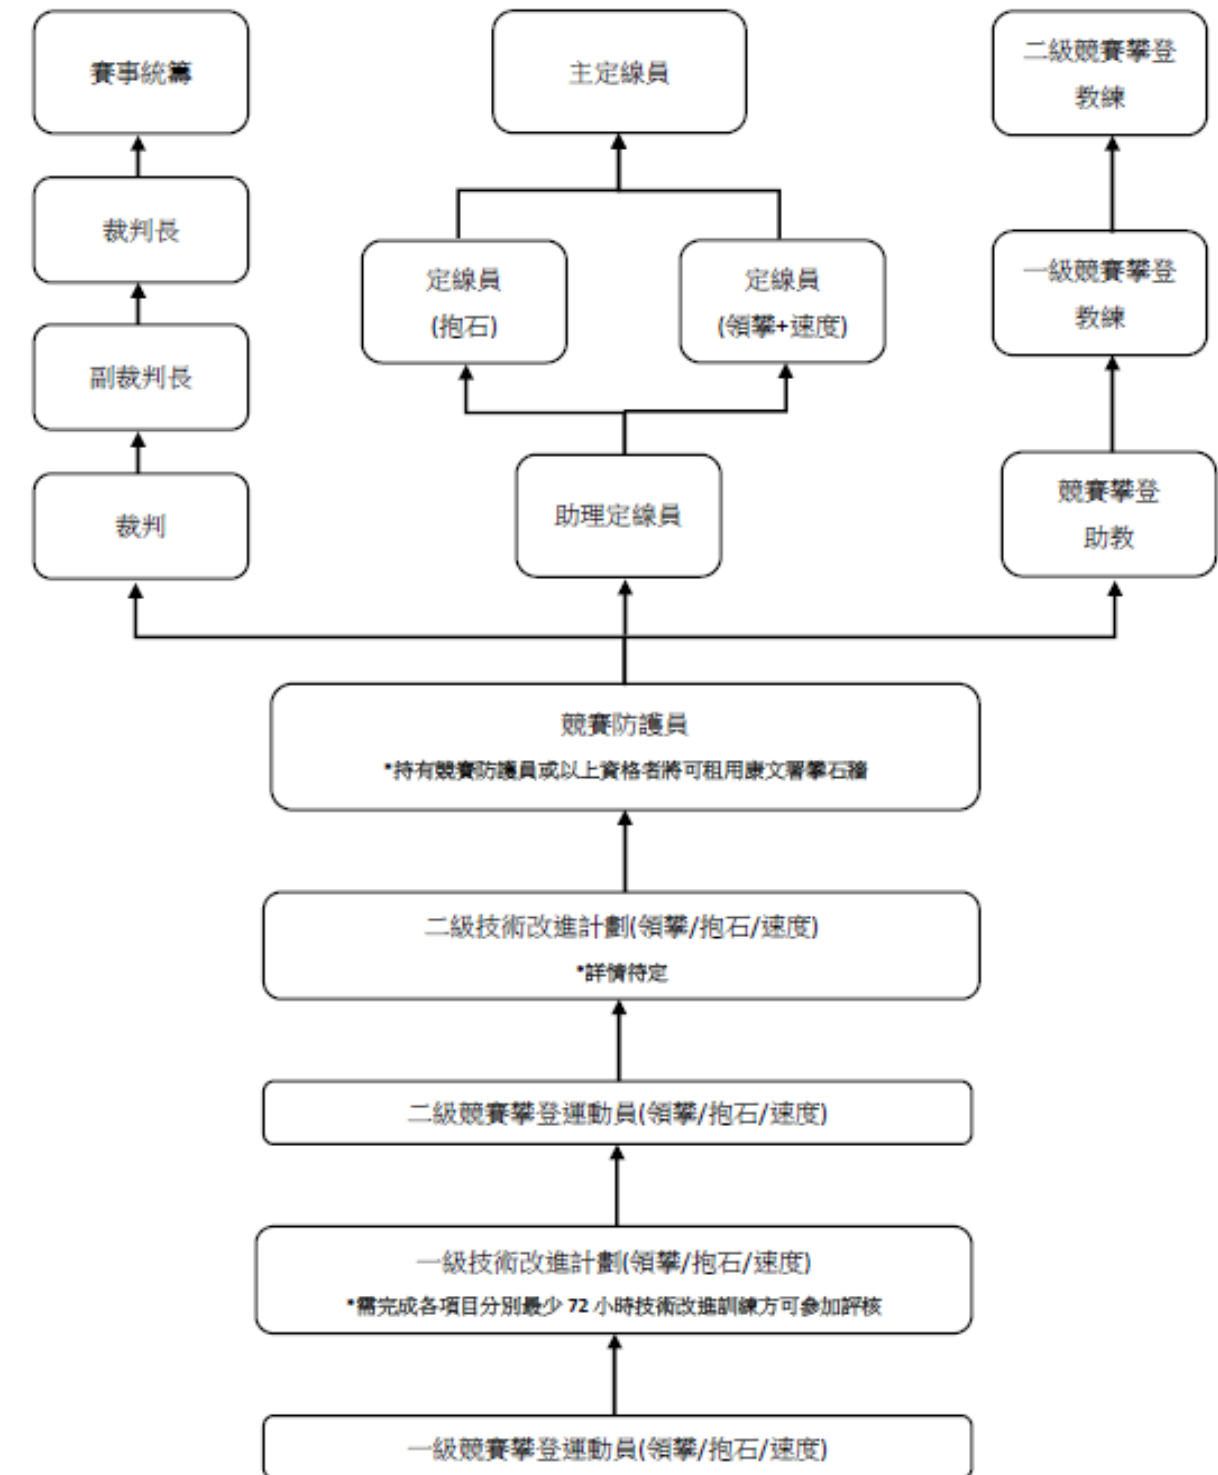 賽事統籌
裁判長
副裁判長
裁判
主定線員
定線員
(抱石)
定線員
(領攀+速度)
助理定線員
二級競賽攀登
教練
一級競賽攀登
教練
競賽攀登
助教
競賽防護員
*持有競賽防護員或以上資格者將可租用康文署攀石牆
二級技術改進計劃(領攀/抱石/速度)
*詳情待定
二級競賽攀登運動員(領攀/抱石/速度)
一級技術改進計劃(領攀/抱石/速度)
*需完成各項目分別最少 72 小時技術改進訓練方可參加評核
一級競賽攀登運動員(領攀/抱石/速度)